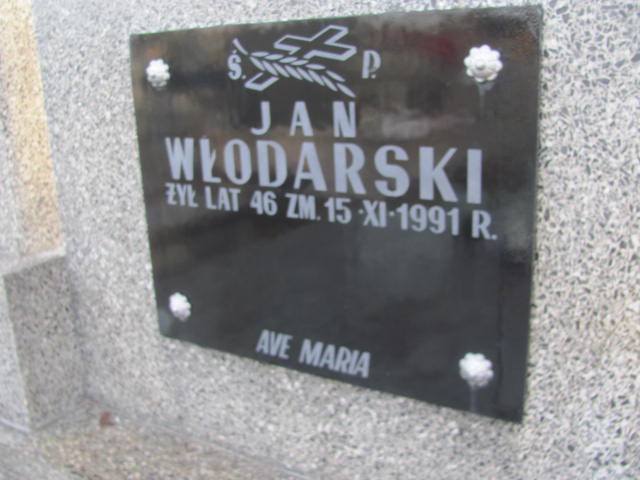 Ś. P.
JAN
WŁODARSKI
ŻYŁ LAT 46 ZM. 15·XI·1991 R.
AVE MARIA